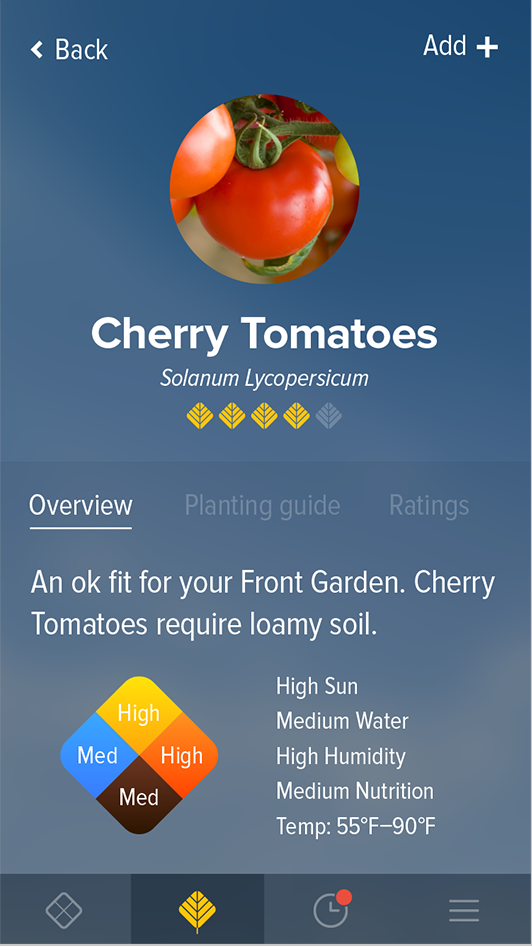 Back
Add +
Cherry Tomatoes
Solanum Lycopersicum
Overview
Planting guide
Ratings
An ok fit for your Front Garden. Cherry
Tomatoes require loamy soil.
High
Med
High
Med
High Sun
Medium Water
High Humidity
Medium Nutrition
Temp: 55°F–90°F